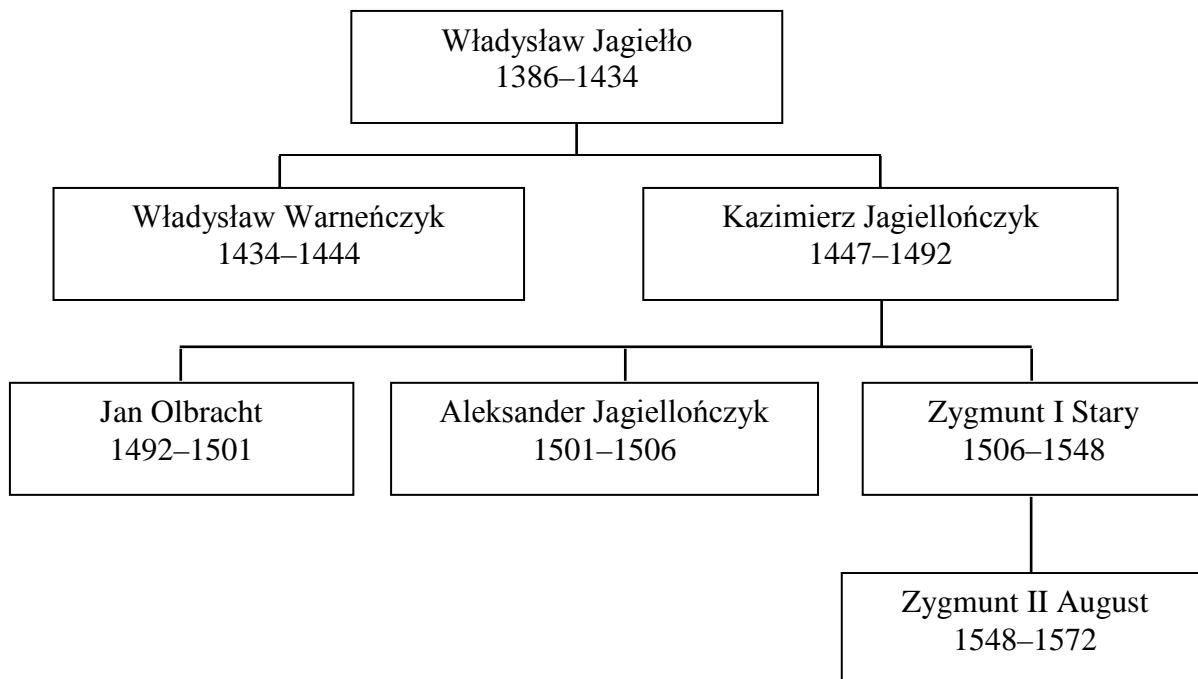 Władysław Jagiełło
1386–1434
Władysław Warneńczyk
1434–1444
Kazimierz Jagiellończyk
1447–1492
Jan Olbracht
1492–1501
Aleksander Jagiellończyk
1501–1506
Zygmunt I Stary
1506–1548
Zygmunt II August
1548–1572